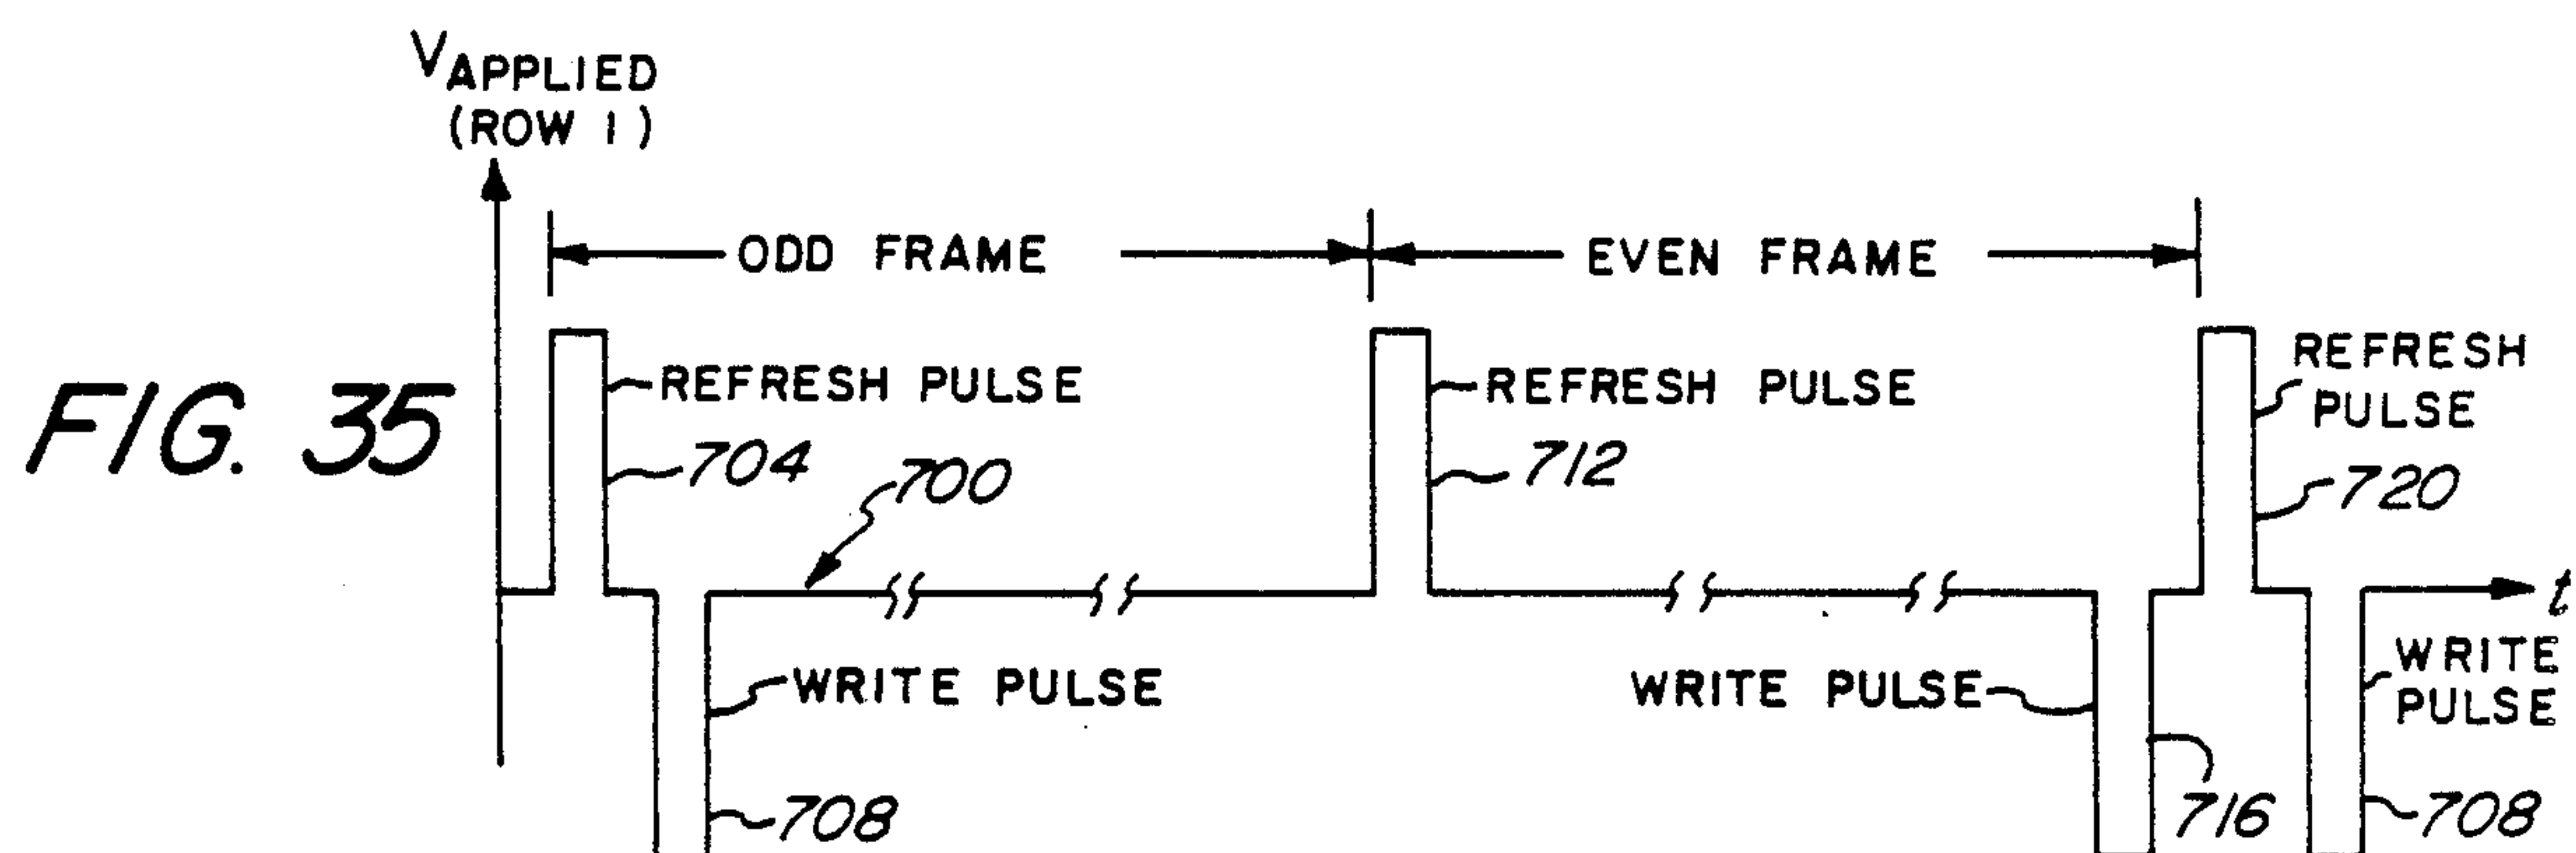 VAPPLIED
(ROW 1)
ODD FRAME
EVEN FRAME
FIG. 35
REFRESH PULSE
704
700
REFRESH PULSE
712
REFRESH
PULSE
720
t
WRITE PULSE
708
WRITE PULSE
716
WRITE
PULSE
708